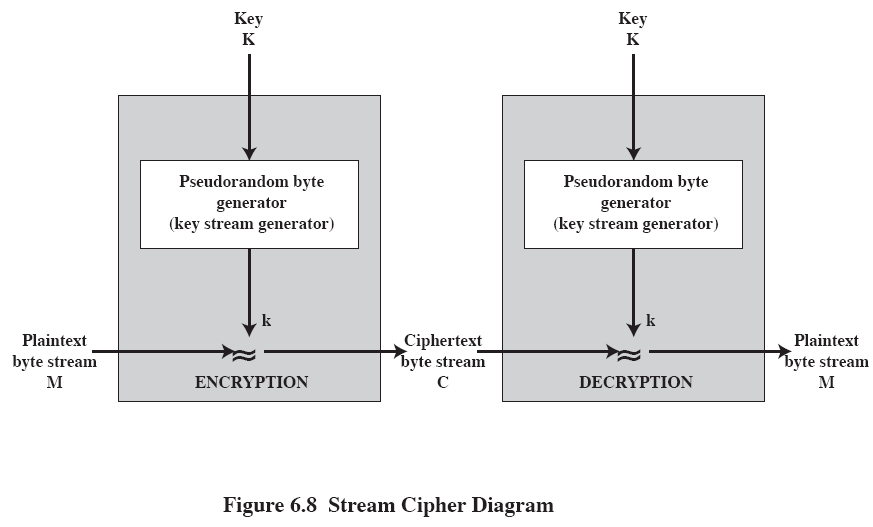 Key
K
Key
K
Pseudorandom byte
generator
(key stream generator)
Pseudorandom byte
generator
(key stream generator)
k
k
Plaintext
byte stream
M
≈
ENCRYPTION
Ciphertext
byte stream
C
≈
DECRYPTION
Plaintext
byte stream
M
Figure 6.8 Stream Cipher Diagram